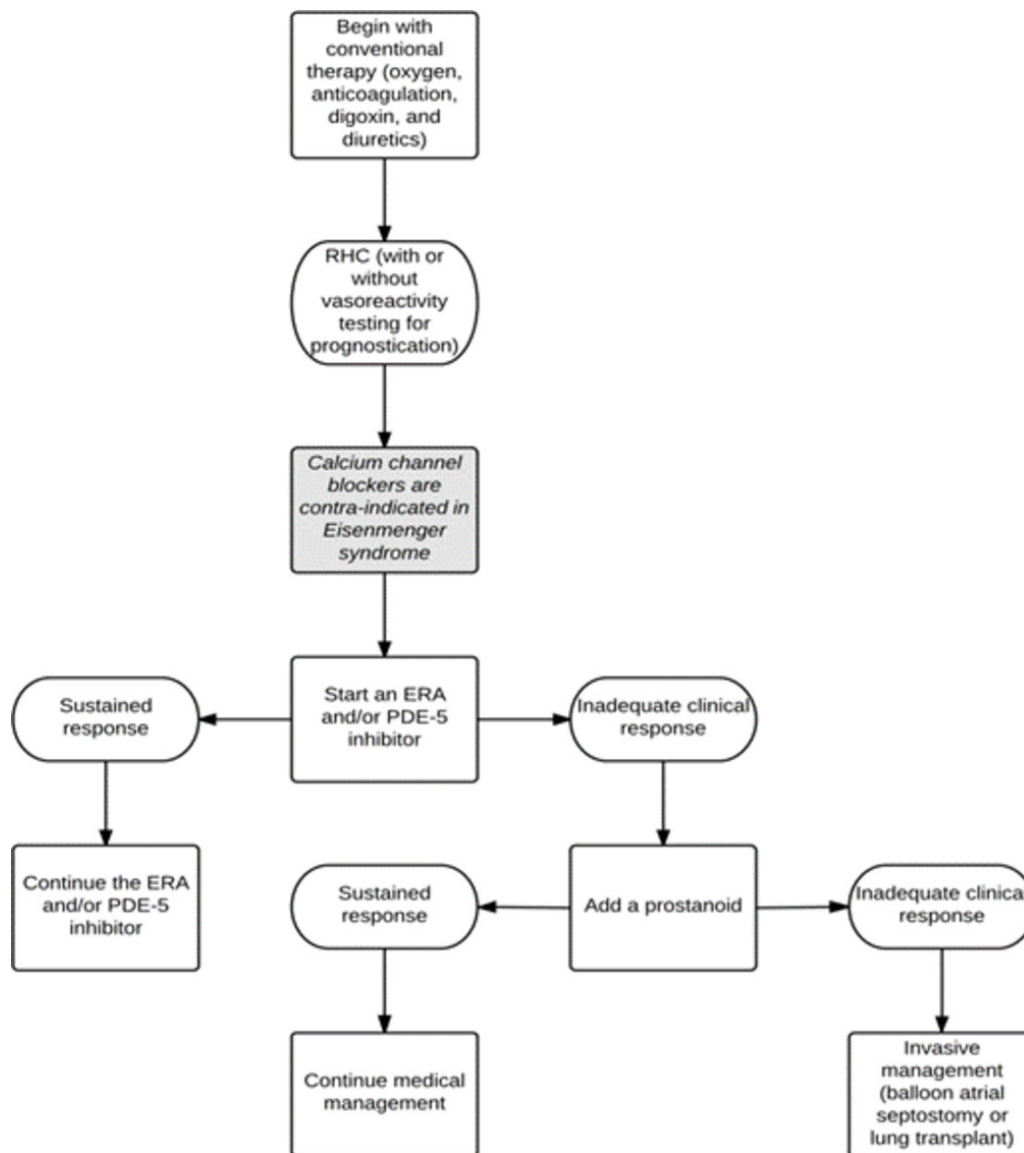 Begin with
conventional
therapy (oxygen,
anticoagulation,
digoxin, and
diuretics)
RHC (with or
without
vasoreactivity
testing for
prognostication)
Calcium channel
blockers are
contra-indicated in
Eisenmenger
syndrome
Sustained
response
Start an ERA
and/or PDE-5
inhibitor
Inadequate clinical
response
Continue the ERA
and/or PDE-5
inhibitor
Sustained
response
Add a prostanoid
Inadequate clinical
response
Continue medical
management
Invasive
management
(balloon atrial
septostomy or
lung transplant)